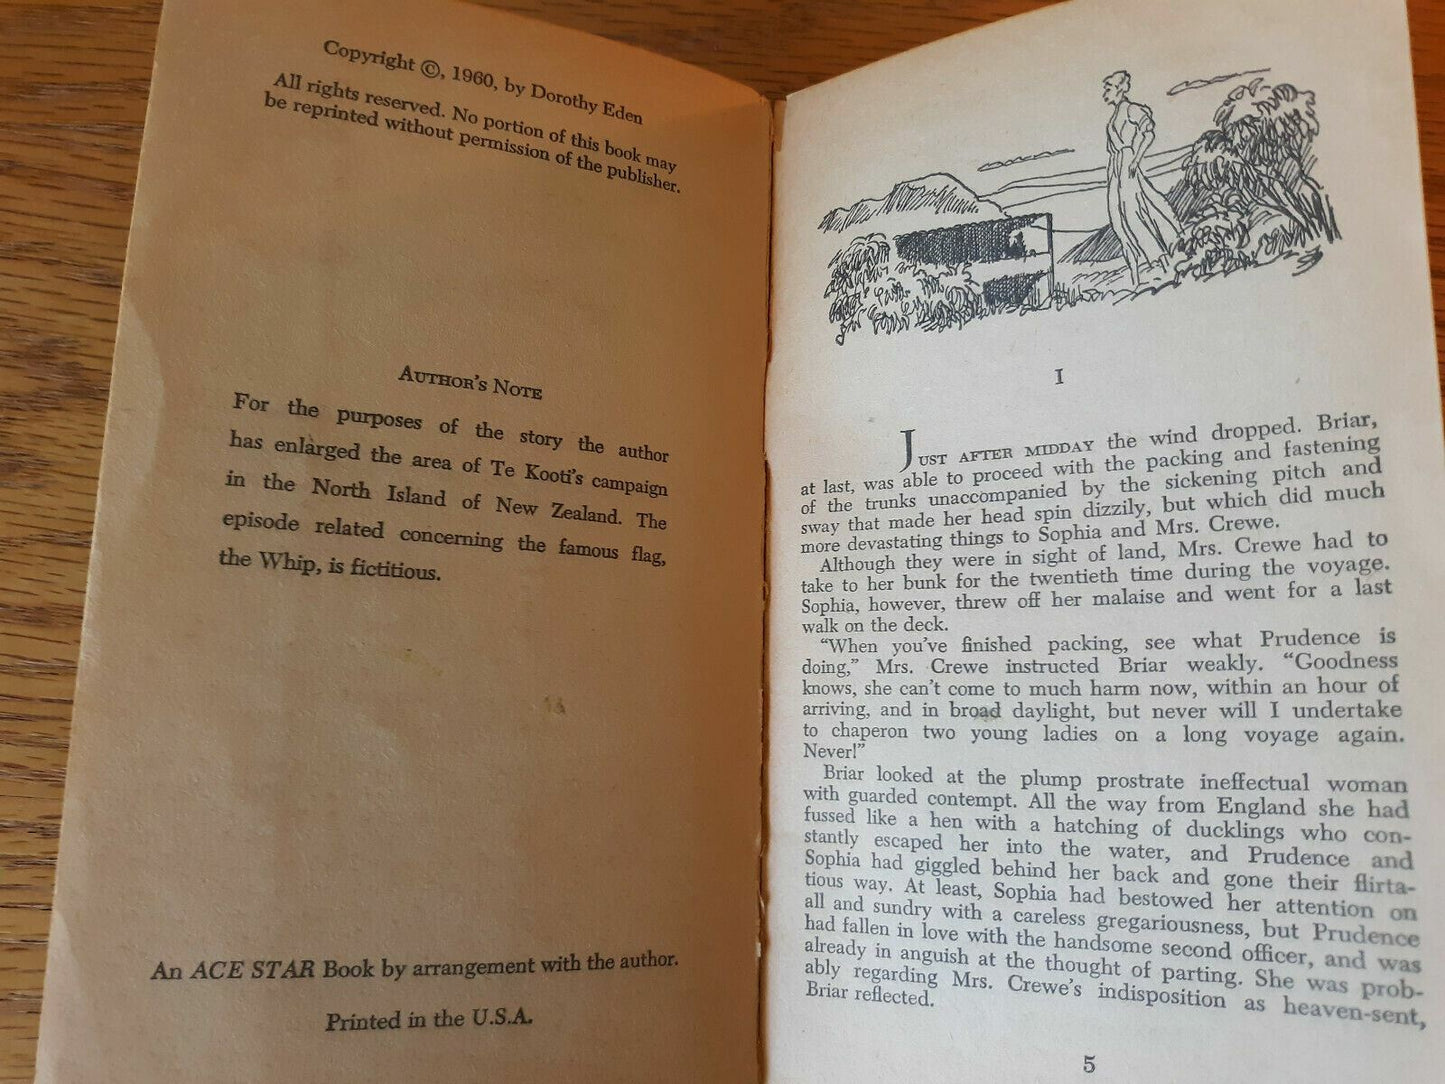 Copyright ©, 1960, by Dorothy Eden
All rights reserved. No portion of this book may
be reprinted without permission of the publisher.
AUTHOR'S NOTE
For the purposes of the story the author
has enlarged the area of Te Kooti's campaign
in the North Island of New Zealand. The
episode related concerning the famous flag,
the Whip, is fictitious.
An ACE STAR Book by arrangement with the author.
Printed in the U.S.A.
I
JUST AFTER MIDDAY the wind dropped. Briar,
at last, was able to proceed with the packing and fastening
of the trunks unaccompanied by the sickening pitch and
sway that made her head spin dizzily, but which did much
more devastating things to Sophia and Mrs. Crewe.
Although they were in sight of land, Mrs. Crewe had to
take to her bunk for the twentieth time during the voyage.
Sophia, however, threw off her malaise and went for a last
walk on the deck.
"When you've finished packing, see what Prudence is
doing," Mrs. Crewe instructed Briar weakly. "Goodness
knows, she can't come to much harm now, within an hour of
arriving, and in broad daylight, but never will I undertake
to chaperon two young ladies on a long voyage again.
Never!"
Briar looked at the plump prostrate ineffectual woman
with guarded contempt. All the way from England she had
fussed like a hen with a hatching of ducklings who con-
stantly escaped her into the water, and Prudence and
Sophia had giggled behind her back and gone their flirta-
tious way. At least, Sophia had bestowed her attention on
all and sundry with a careless gregariousness, but Prudence
had fallen in love with the handsome second officer, and was
already in anguish at the thought of parting. She was prob-
ably regarding Mrs. Crewe's indisposition as heaven-sent,
Briar reflected.
5